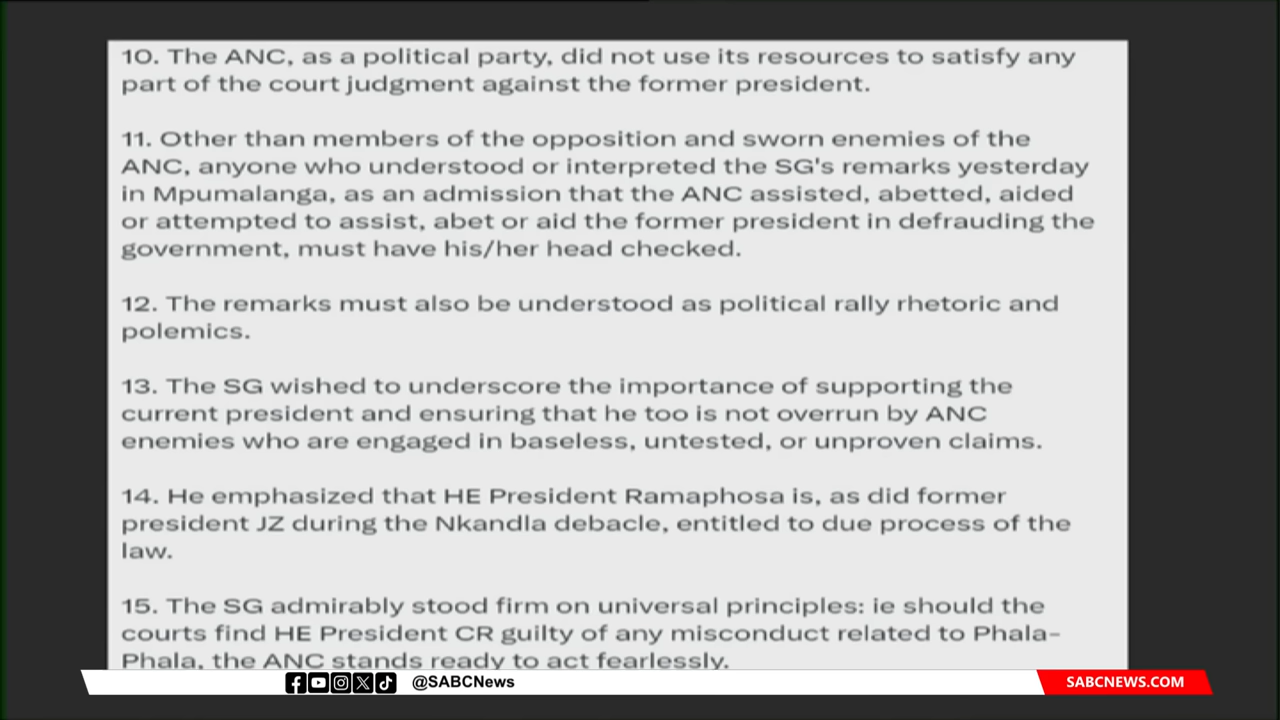 10. The ANC, as a political party, did not use its resources to satisfy any
part of the court judgment against the former president.
11. Other than members of the opposition and sworn enemies of the
ANC, anyone who understood or interpreted the SG's remarks yesterday
in Mpumalanga, as an admission that the ANC assisted, abetted, aided
or attempted to assist, abet or aid the former president in defrauding the
government, must have his/her head checked.
12. The remarks must also be understood as political rally rhetoric and
polemics.
13. The SG wished to underscore the importance of supporting the
current president and ensuring that he too is not overrun by ANC
enemies who are engaged in baseless, untested, or unproven claims.
14. He emphasized that HE President Ramaphosa is, as did former
president JZ during the Nkandla debacle, entitled to due process of the
law.
15. The SG admirably stood firm on universal principles: ie should the
courts find HE President CR guilty of any misconduct related to Phala-
Phala, the ANC stands ready to act fearlessly.
@SABCNews
SABCNEWS.COM